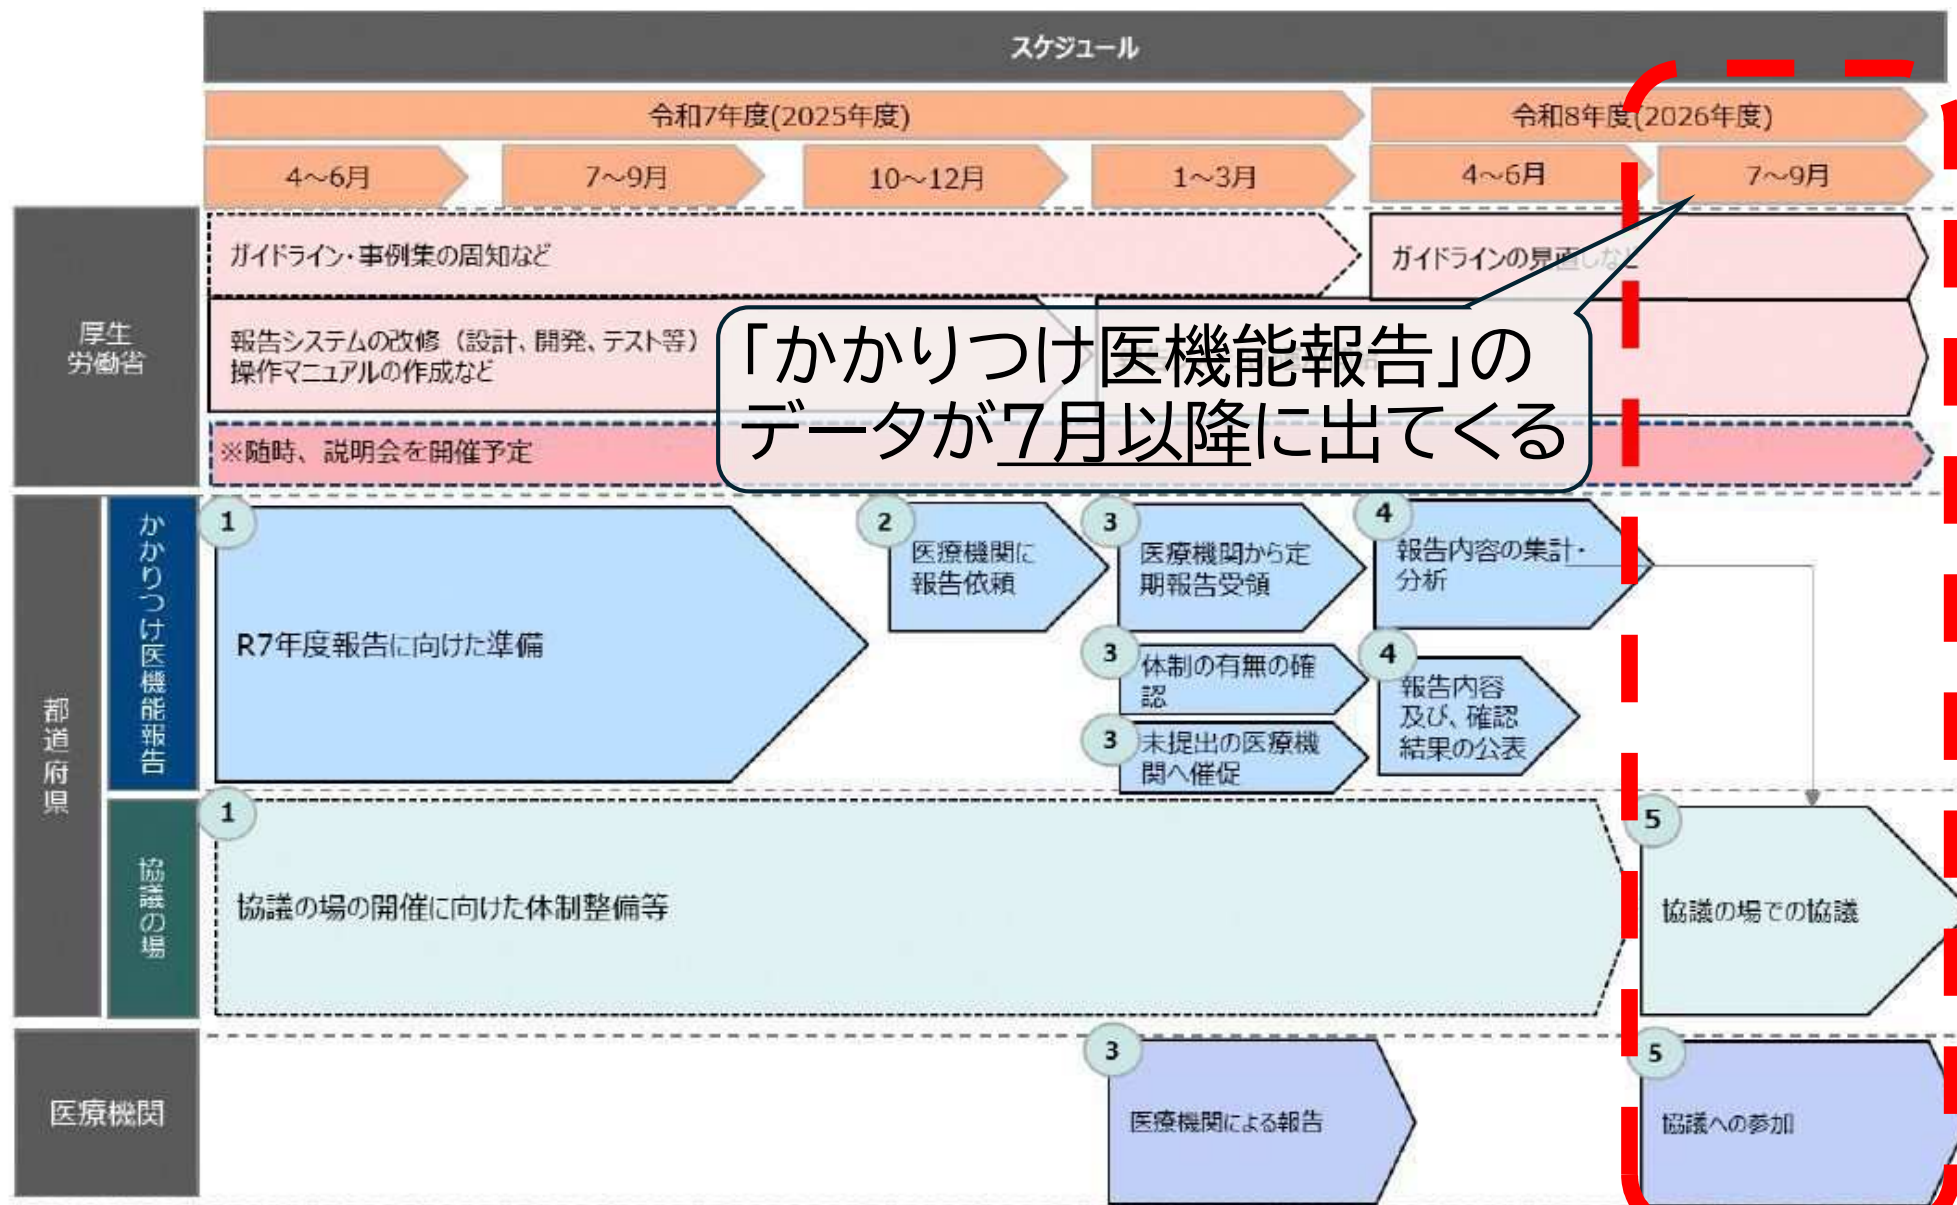 スケジュール
令和7年度(2025年度)
令和8年度(2026年度)
4～6月
7～9月
10～12月
1～3月
4～6月
7～9月
厚生
労働省
ガイドライン・事例集の周知など
ガイドラインの見直しなど
報告システムの改修（設計、開発、テスト等）
操作マニュアルの作成など
※随時、説明会を開催予定
「かかりつけ医機能報告」の
データが7月以降に出てくる
都道府県
かかりつけ医機能報告
1
R7年度報告に向けた準備
2
医療機関に
報告依頼
3
医療機関から定
期報告受領
3
体制の有無の確
認
3
未提出の医療機
関へ催促
4
報告内容の集計・
分析
4
報告内容
及び、確認
結果の公表
協議の場
1
協議の場の開催に向けた体制整備等
5
協議の場での協議
医療機関
3
医療機関による報告
5
協議への参加